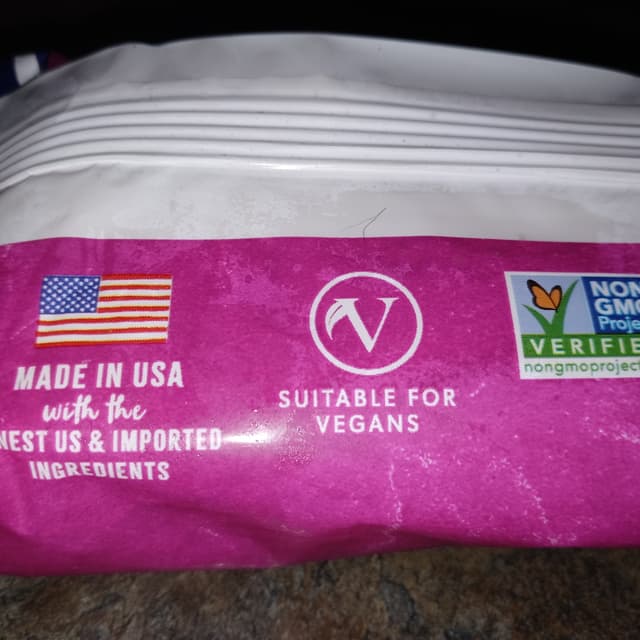 MADE IN USA
with the
NEST US & IMPORTED
INGREDIENTS
V
SUITABLE FOR
VEGANS
NON
GMO
Proje
VERIFIE
nongmoproject